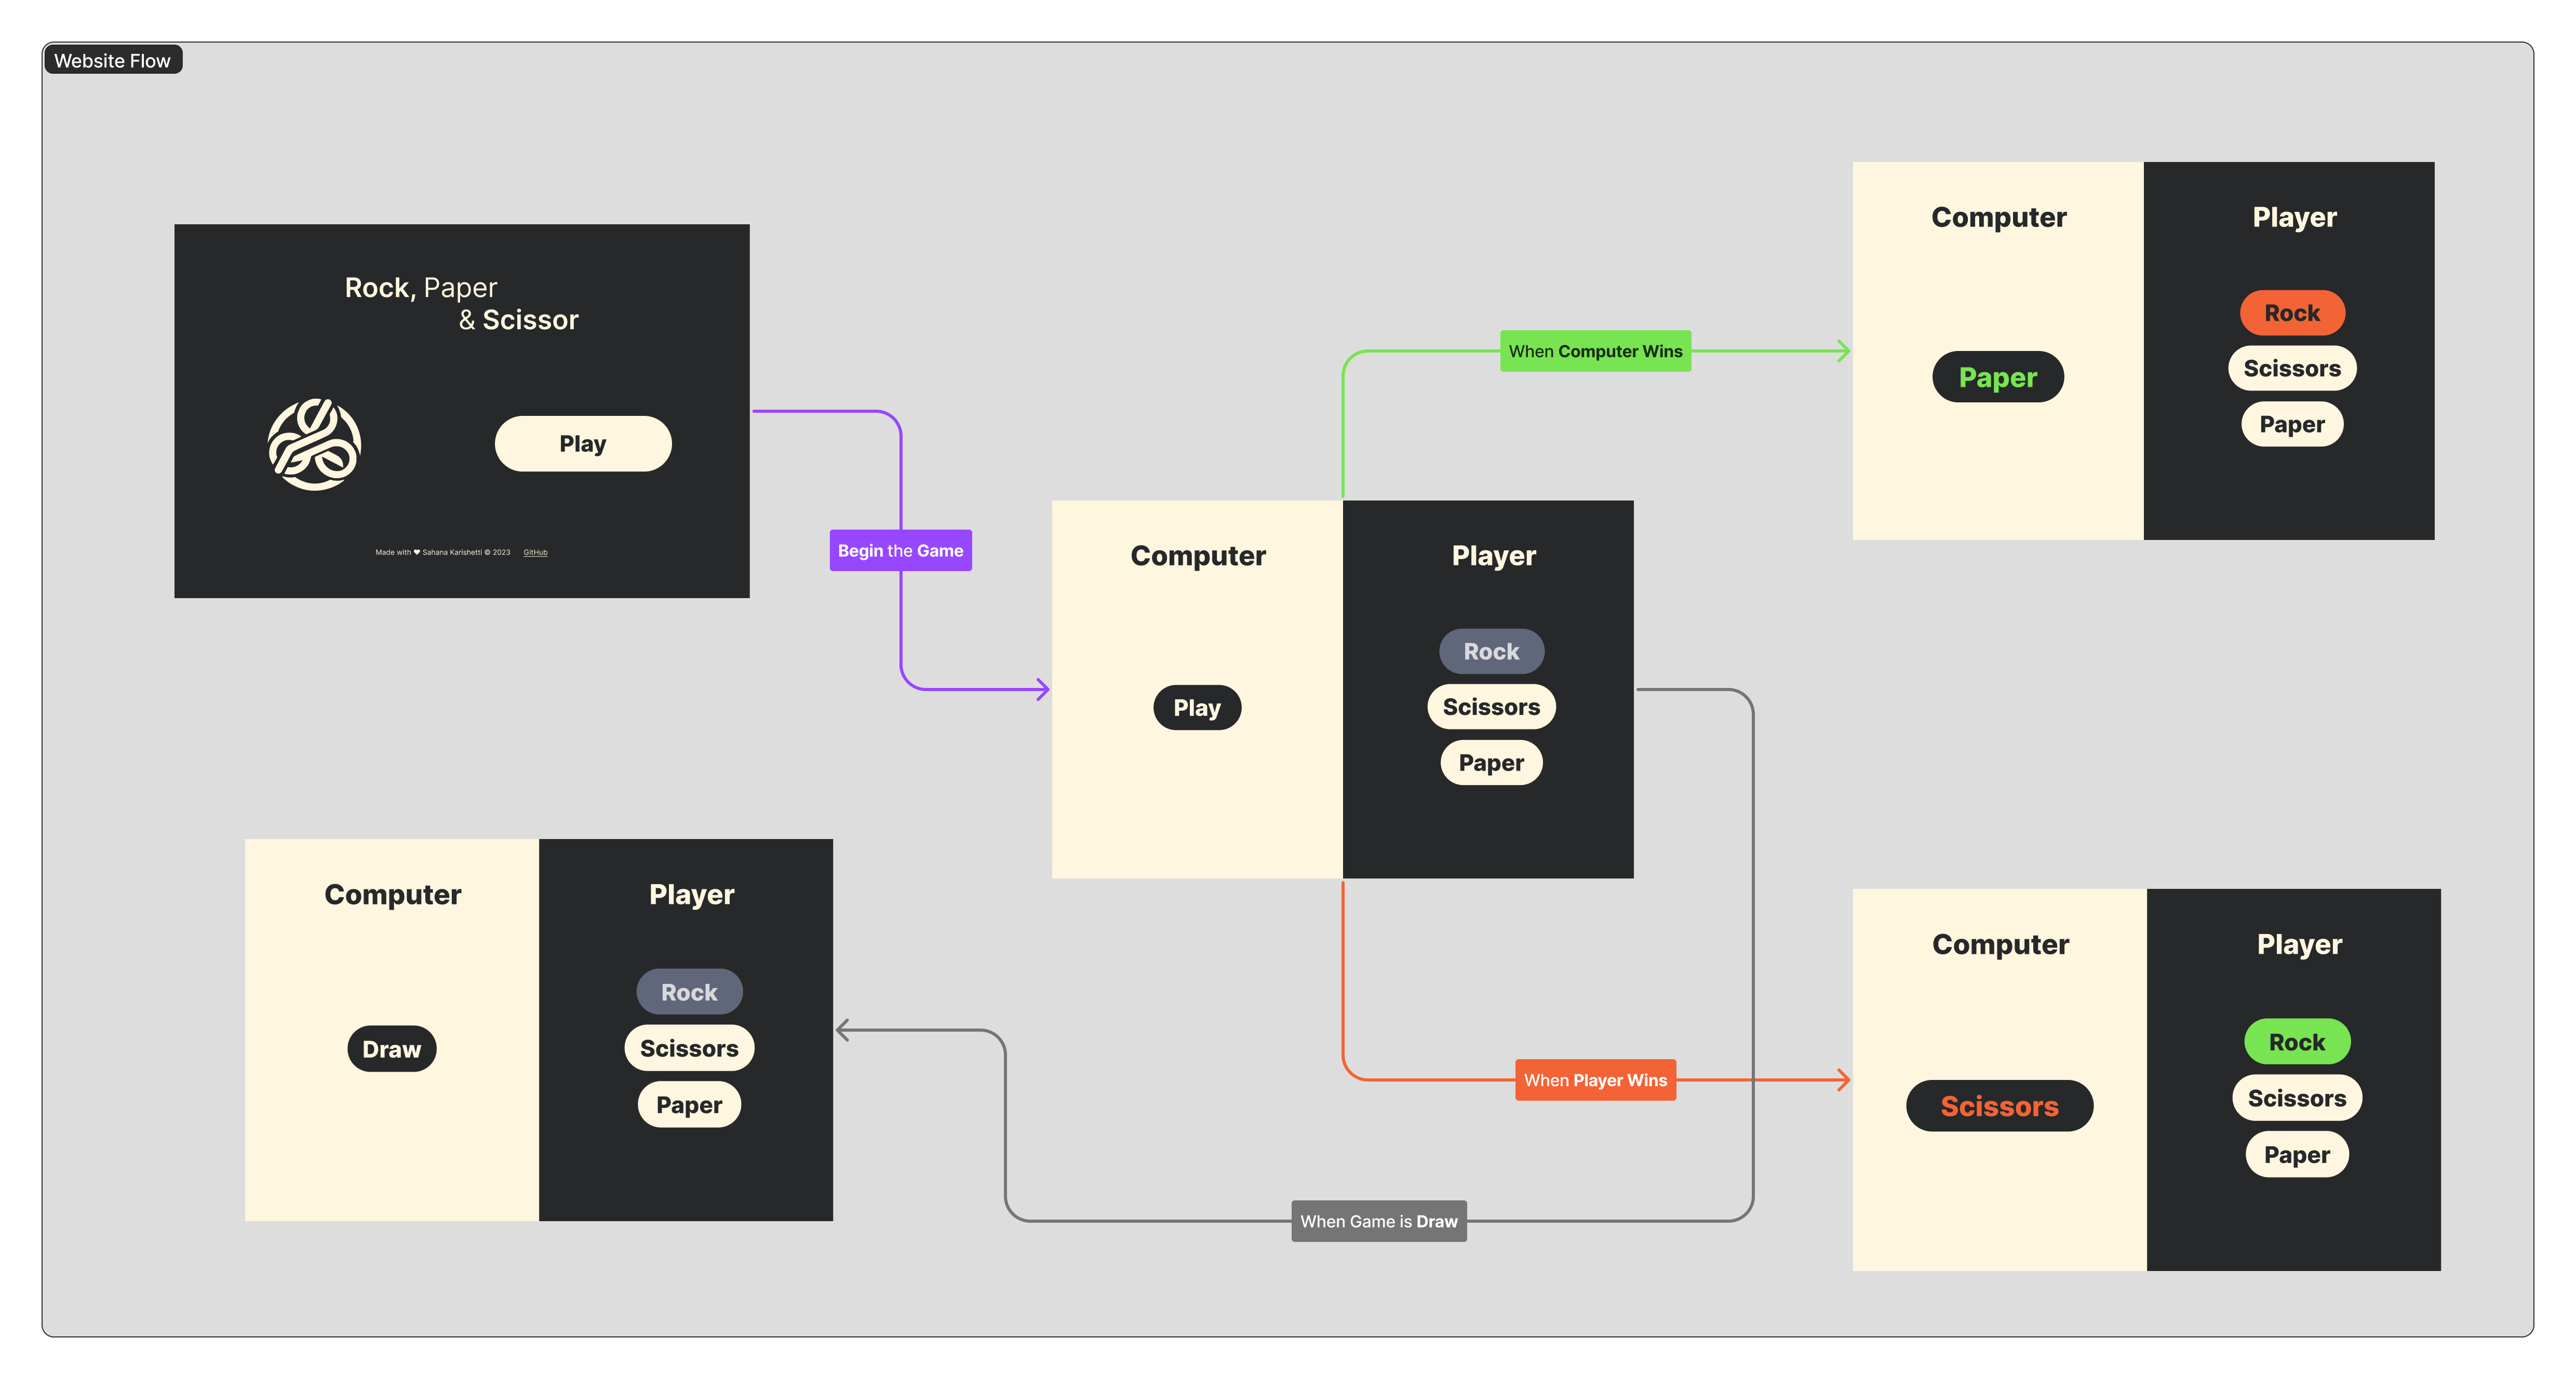 Website Flow
Rock, Paper
& Scissor
Play
Made with ♥ Sahana Karishetti © 2023 GitHub
Begin the Game
Computer
Play
Player
Rock
Scissors
Paper
When Computer Wins
Computer
Paper
Player
Rock
Scissors
Paper
When Player Wins
Computer
Scissors
Player
Rock
Scissors
Paper
When Game is Draw
Computer
Draw
Player
Rock
Scissors
Paper